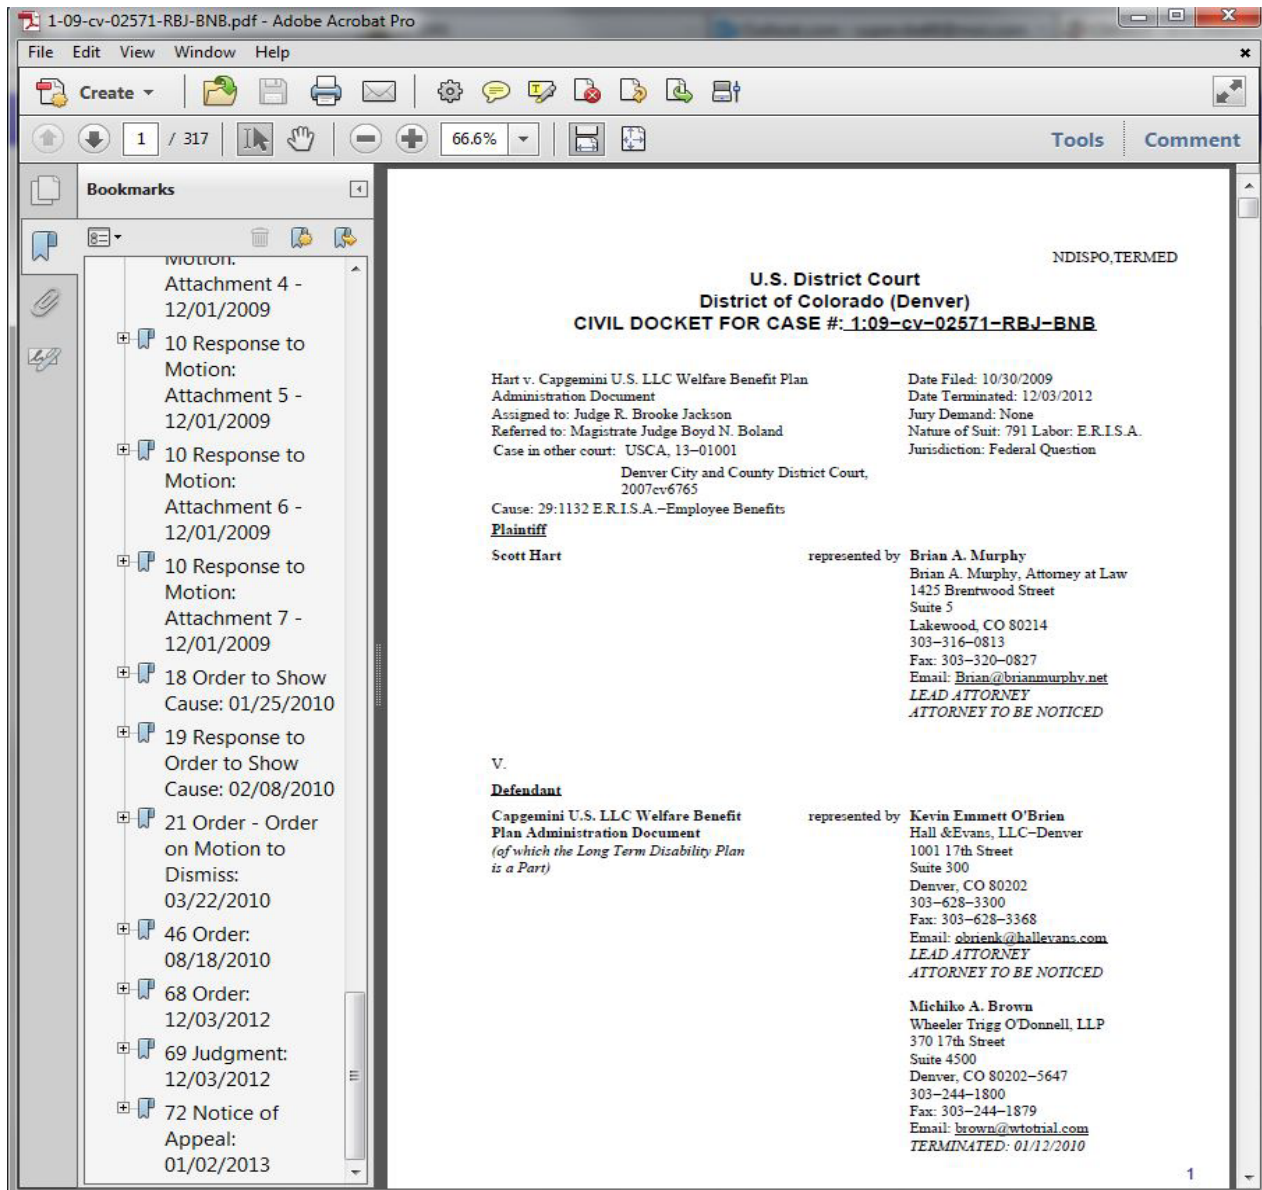 1-09-cv-02571-RBJ-BNB.pdf - Adobe Acrobat Pro
File Edit View Window Help
Create
1 / 317
66.6%
Tools Comment
Bookmarks
Motion:
Attachment 4 -
12/01/2009
10 Response to
Motion:
Attachment 5 -
12/01/2009
10 Response to
Motion:
Attachment 6 -
12/01/2009
10 Response to
Motion:
Attachment 7 -
12/01/2009
18 Order to Show
Cause: 01/25/2010
19 Response to
Order to Show
Cause: 02/08/2010
21 Order - Order
on Motion to
Dismiss:
03/22/2010
46 Order:
08/18/2010
68 Order:
12/03/2012
69 Judgment:
12/03/2012
72 Notice of
Appeal:
01/02/2013
NDISPO,TERMED
U.S. District Court
District of Colorado (Denver)
CIVIL DOCKET FOR CASE #: 1:09−cv−02571−RBJ−BNB
Hart v. Capgemini U.S. LLC Welfare Benefit Plan
Administration Document
Assigned to: Judge R. Brooke Jackson
Referred to: Magistrate Judge Boyd N. Boland
Case in other court: USCA, 13−01001
Denver City and County District Court,
2007cv6765
Cause: 29:1132 E.R.I.S.A.−Employee Benefits
Date Filed: 10/30/2009
Date Terminated: 12/03/2012
Jury Demand: None
Nature of Suit: 791 Labor: E.R.I.S.A.
Jurisdiction: Federal Question
Plaintiff
Scott Hart
represented by Brian A. Murphy
Brian A. Murphy, Attorney at Law
1425 Brentwood Street
Suite 5
Lakewood, CO 80214
303−316−0813
Fax: 303−320−0827
Email: Brian@brianmurphy.net
LEAD ATTORNEY
ATTORNEY TO BE NOTICED
V.
Defendant
Capgemini U.S. LLC Welfare Benefit
Plan Administration Document
(of which the Long Term Disability Plan
is a Part)
represented by Kevin Emmett O'Brien
Hall &Evans, LLC−Denver
1001 17th Street
Suite 300
Denver, CO 80202
303−628−3300
Fax: 303−628−3368
Email: obrienk@hallevans.com
LEAD ATTORNEY
ATTORNEY TO BE NOTICED
Michiko A. Brown
Wheeler Trigg O'Donnell, LLP
370 17th Street
Suite 4500
Denver, CO 80202−5647
303−244−1800
Fax: 303−244−1879
Email: brown@wtotrial.com
TERMINATED: 01/12/2010
1